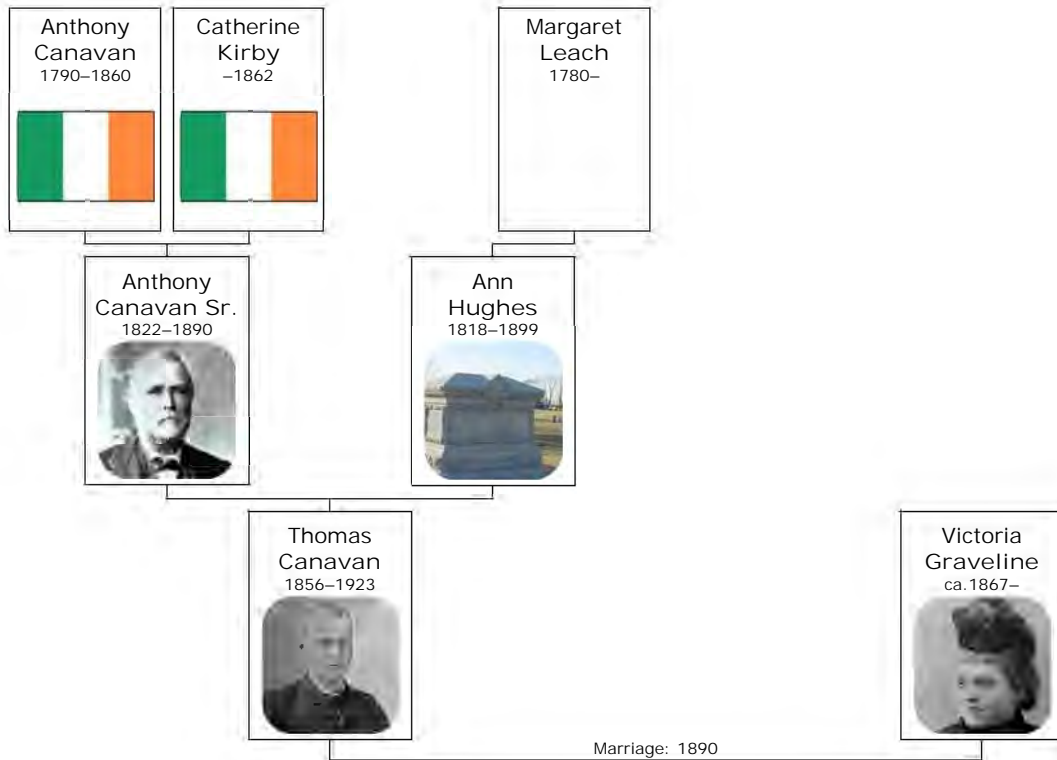 Anthony
Canavan
1790–1860
Catherine
Kirby
–1862
Margaret
Leach
1780–
Anthony
Canavan Sr.
1822–1890
Ann
Hughes
1818–1899
Thomas
Canavan
1856–1923
Victoria
Graveline
ca.1867–
Marriage: 1890